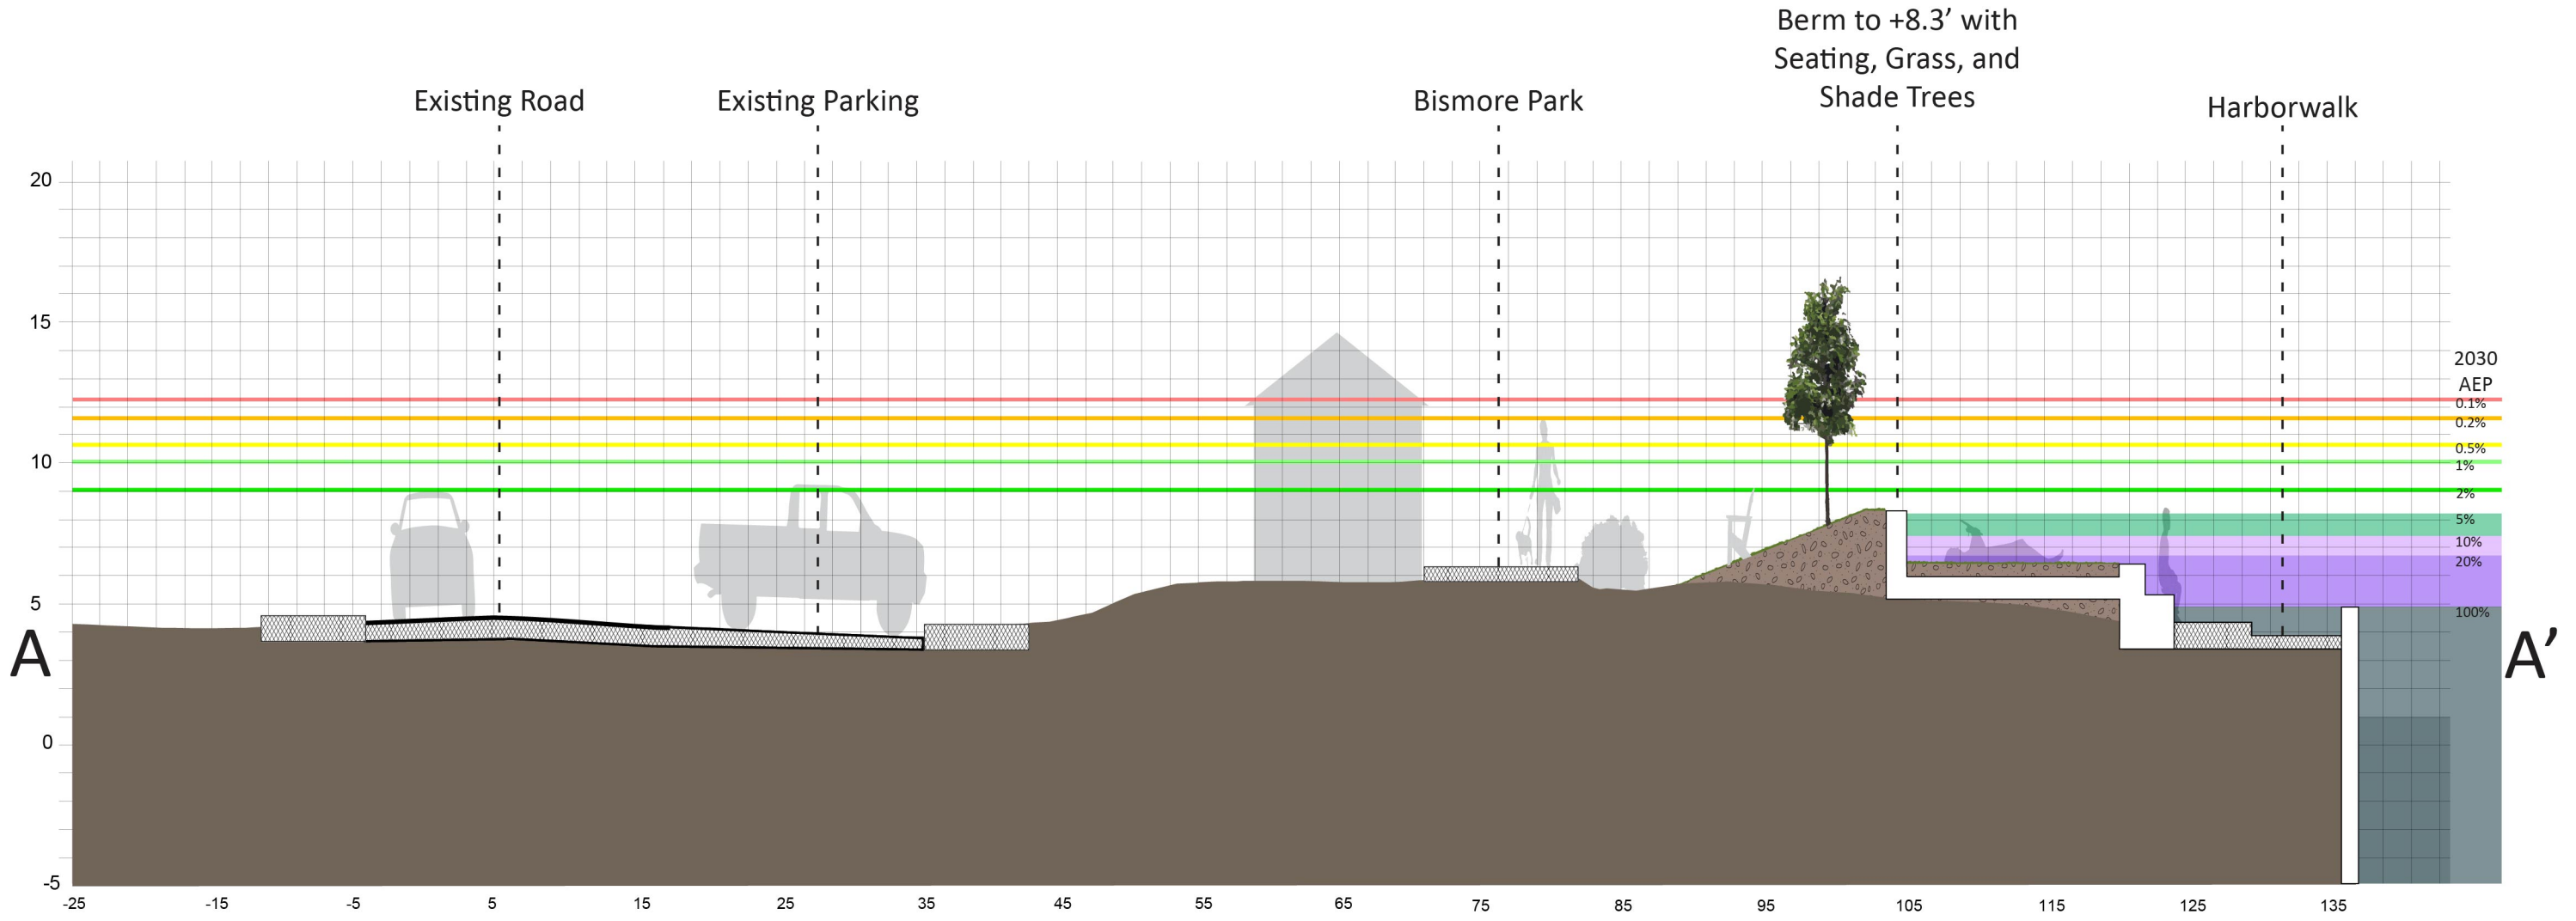 Berm to +8.3’ with
Seating, Grass, and
Shade Trees
Existing Road
Existing Parking
Bismore Park
Harborwalk
20
15
10
5
0
-5
2030
AEP
0.1%
0.2%
0.5%
1%
2%
5%
10%
20%
100%
A
A’
-25 -15 -5 5 15 25 35 45 55 65 75 85 95 105 115 125 135